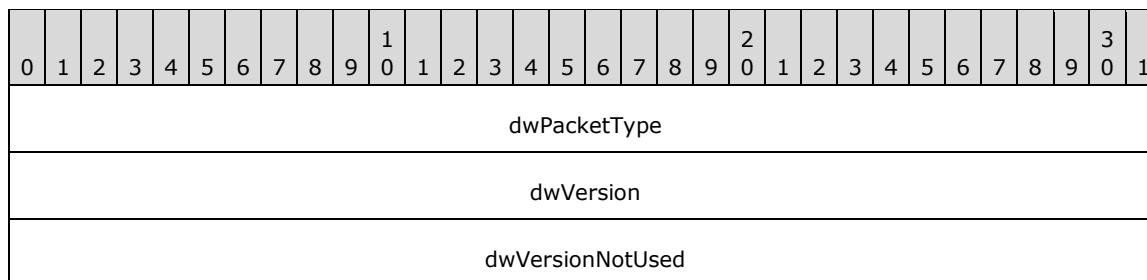 1 2 3
0 1 2 3 4 5 6 7 8 9 0 1 2 3 4 5 6 7 8 9 0 1 2 3 4 5 6 7 8 9 0 1
dwPacketType
dwVersion
dwVersionNotUsed